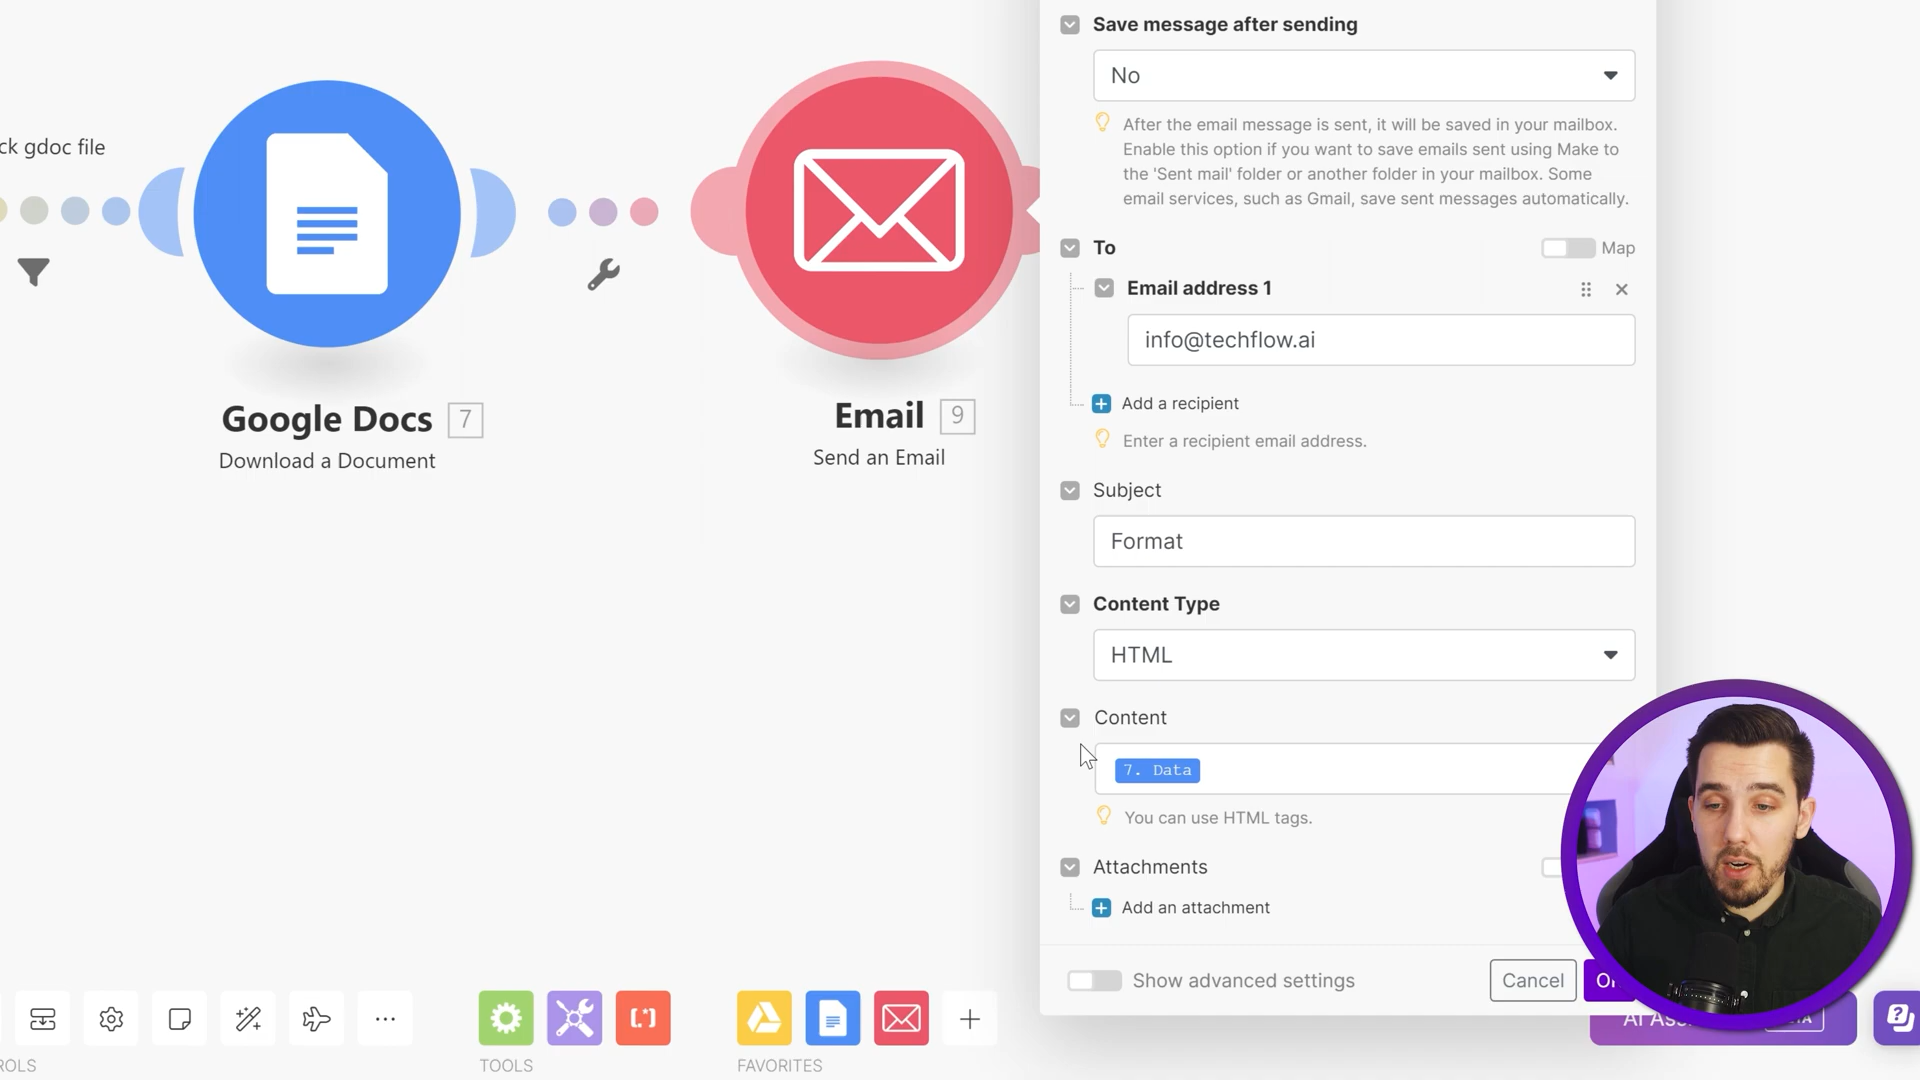 Save message after sending
No
After the email message is sent, it will be saved in your mailbox.
Enable this option if you want to save emails sent using Make to
the 'Sent mail' folder or another folder in your mailbox. Some
email services, such as Gmail, save sent messages automatically.
ck gdoc file
To
Map
Email address 1
info@techflow.ai
Add a recipient
Enter a recipient email address.
Google Docs 7
Download a Document
Email 9
Send an Email
Subject
Format
Content Type
HTML
Content
7. Data
You can use HTML tags.
Attachments
Add an attachment
Show advanced settings
Cancel
[.*]
TOOLS
FAVORITES